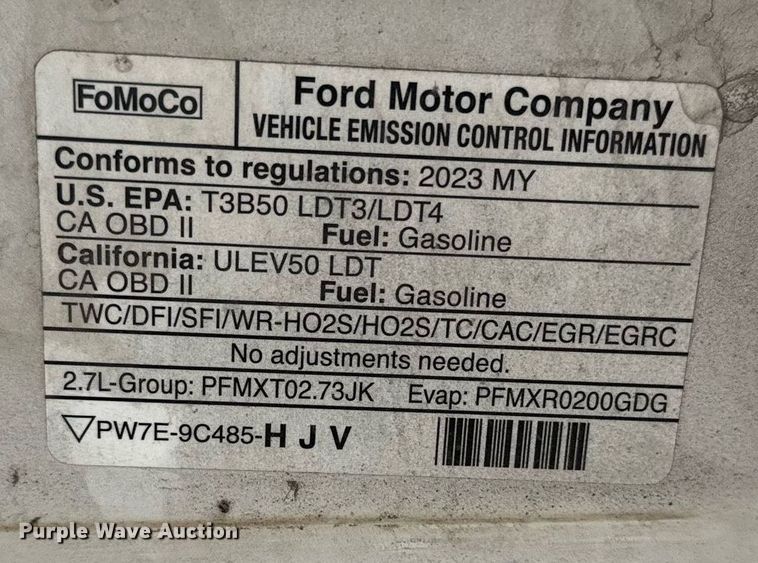 FoMoCo
Ford Motor Company
VEHICLE EMISSION CONTROL INFORMATION
Conforms to regulations: 2023 MY
U.S. EPA: T3B50 LDT3/LDT4
CA OBD II Fuel: Gasoline
California: ULEV50 LDT
CA OBD II Fuel: Gasoline
TWC/DFI/SFI/WR-HO2S/HO2S/TC/CAC/EGR/EGRC
No adjustments needed.
2.7L-Group: PFMXT02.73JK Evap: PFMXR0200GDG
PW7E-9C485-H J V
Purple Wave Auction